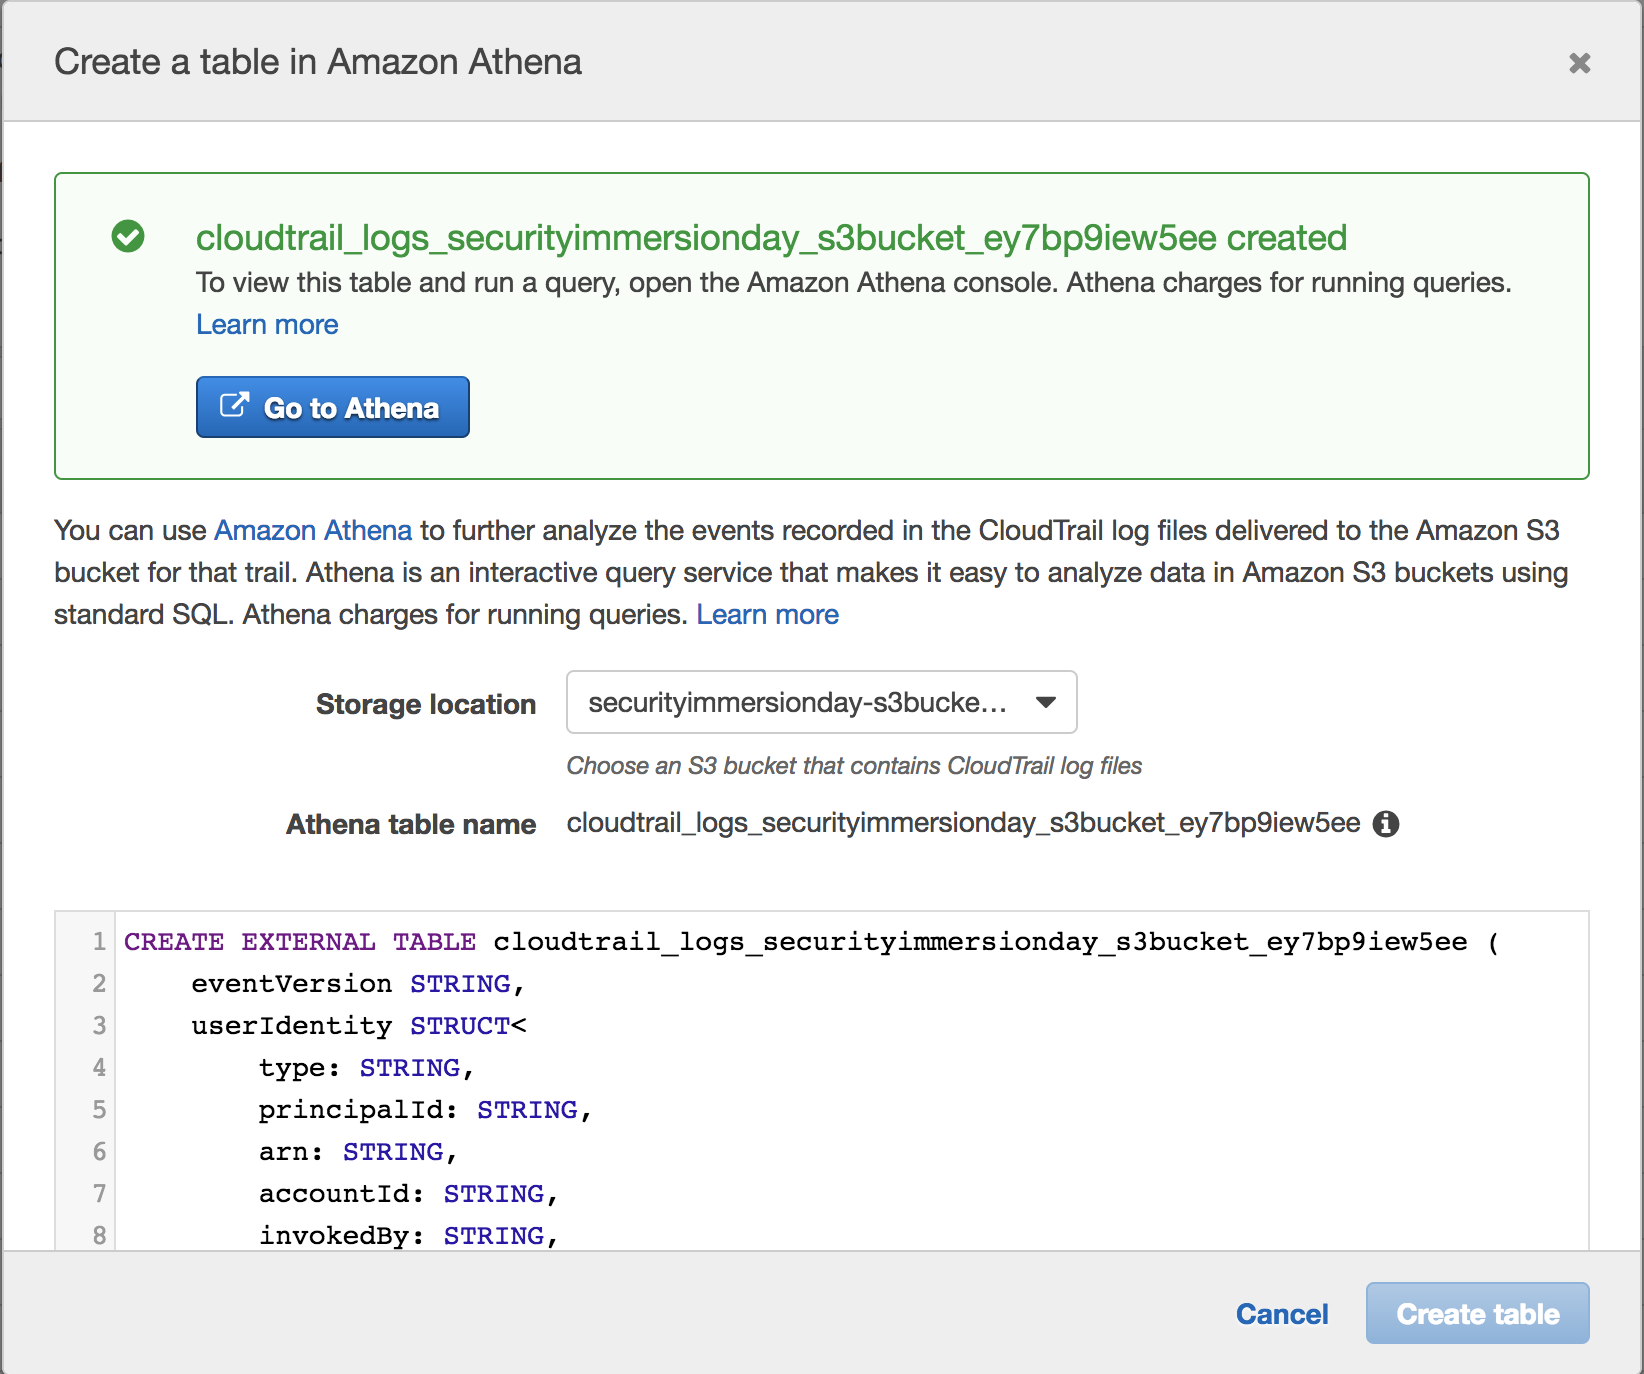 Create a table in Amazon Athena
cloudtrail_logs_securityimmersionday_s3bucket_ey7bp9iew5ee created
To view this table and run a query, open the Amazon Athena console. Athena charges for running queries.
Learn more
Go to Athena
You can use Amazon Athena to further analyze the events recorded in the CloudTrail log files delivered to the Amazon S3
bucket for that trail. Athena is an interactive query service that makes it easy to analyze data in Amazon S3 buckets using
standard SQL. Athena charges for running queries. Learn more
Storage location securityimmersionday-s3bucke...
Choose an S3 bucket that contains CloudTrail log files
Athena table name cloudtrail_logs_securityimmersionday_s3bucket_ey7bp9iew5ee
1 CREATE EXTERNAL TABLE cloudtrail_logs_securityimmersionday_s3bucket_ey7bp9iew5ee (
2 eventVersion STRING,
3 userIdentity STRUCT<
4 type: STRING,
5 principalId: STRING,
6 arn: STRING,
7 accountId: STRING,
8 invokedBy: STRING,
Cancel Create table